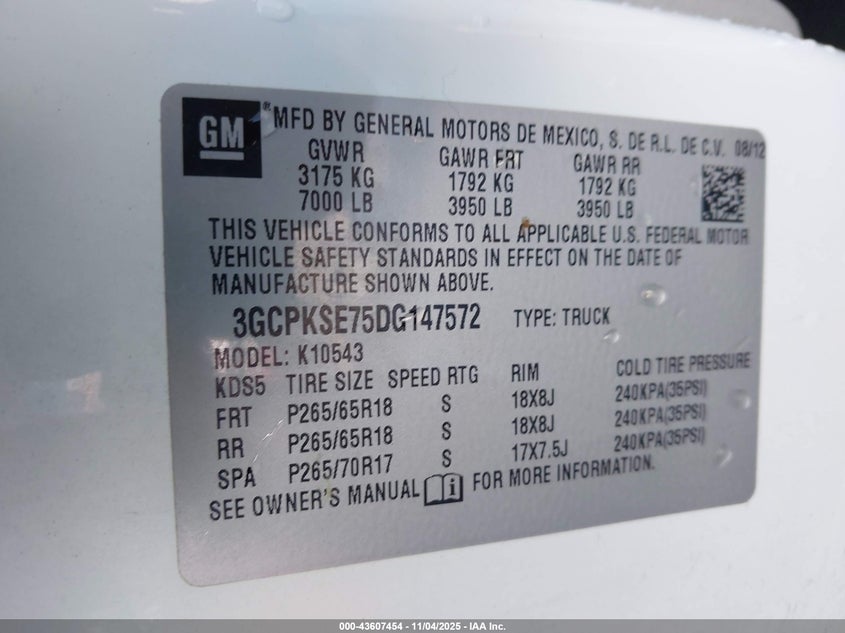 GM
® MFD BY GENERAL MOTORS DE MEXICO, S. DE R.L. DE C.V. 08/12
GVWR GAWR FRT GAWR RR
3175 KG 1792 KG 1792 KG
7000 LB 3950 LB 3950 LB
THIS VEHICLE CONFORMS TO ALL APPLICABLE U.S. FEDERAL MOTOR
VEHICLE SAFETY STANDARDS IN EFFECT ON THE DATE OF
MANUFACTURE SHOWN ABOVE.
3GCPKSE75DG147572 TYPE: TRUCK
MODEL: K10543
KDS5 TIRE SIZE SPEED RTG RIM COLD TIRE PRESSURE
FRT P265/65R18 S 18X8J 240KPA(35PSI)
RR P265/65R18 S 18X8J 240KPA(35PSI)
SPA P265/70R17 S 17X7.5J 240KPA(35PSI)
SEE OWNER'S MANUAL i FOR MORE INFORMATION.
000-43607454 - 11/04/2025 - IAA Inc.